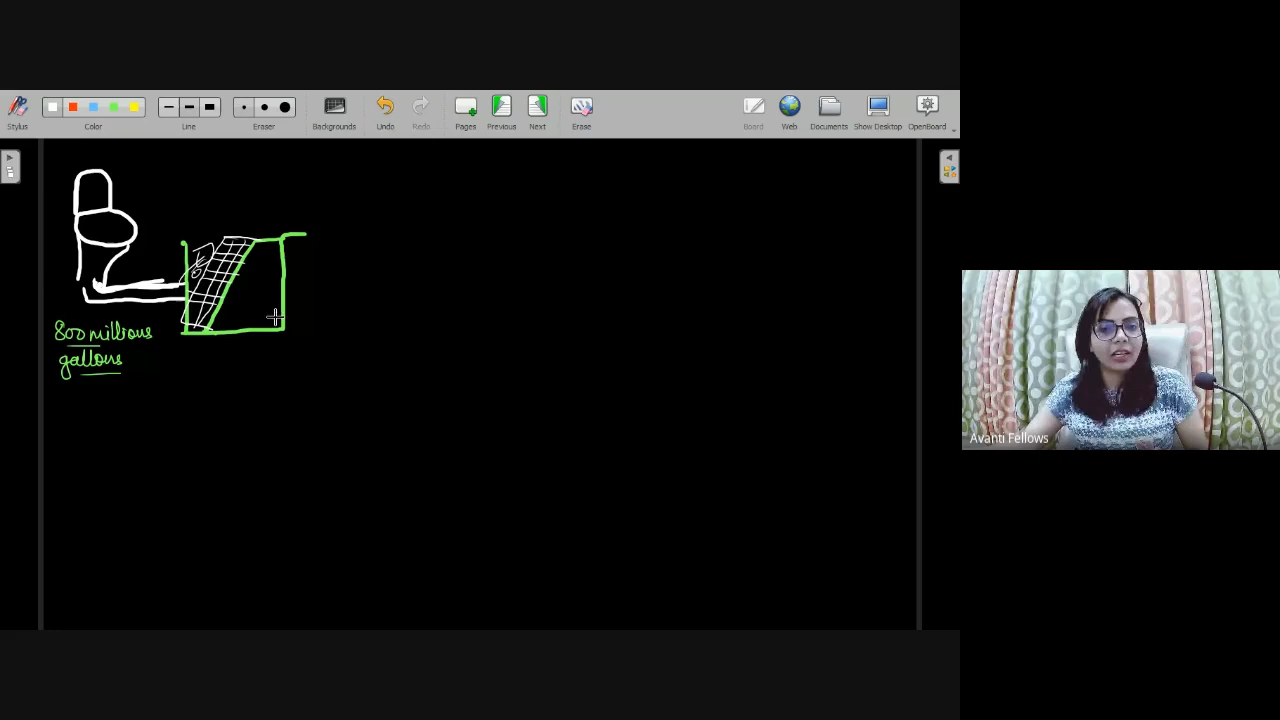 Stylus
Color
Line
Eraser
Backgrounds
Undo
Redo
Pages
Previous
Next
Erase
Board
Web
Documents
Show Desktop
OpenBoard
800 millions
gallons
Avanti Fellows